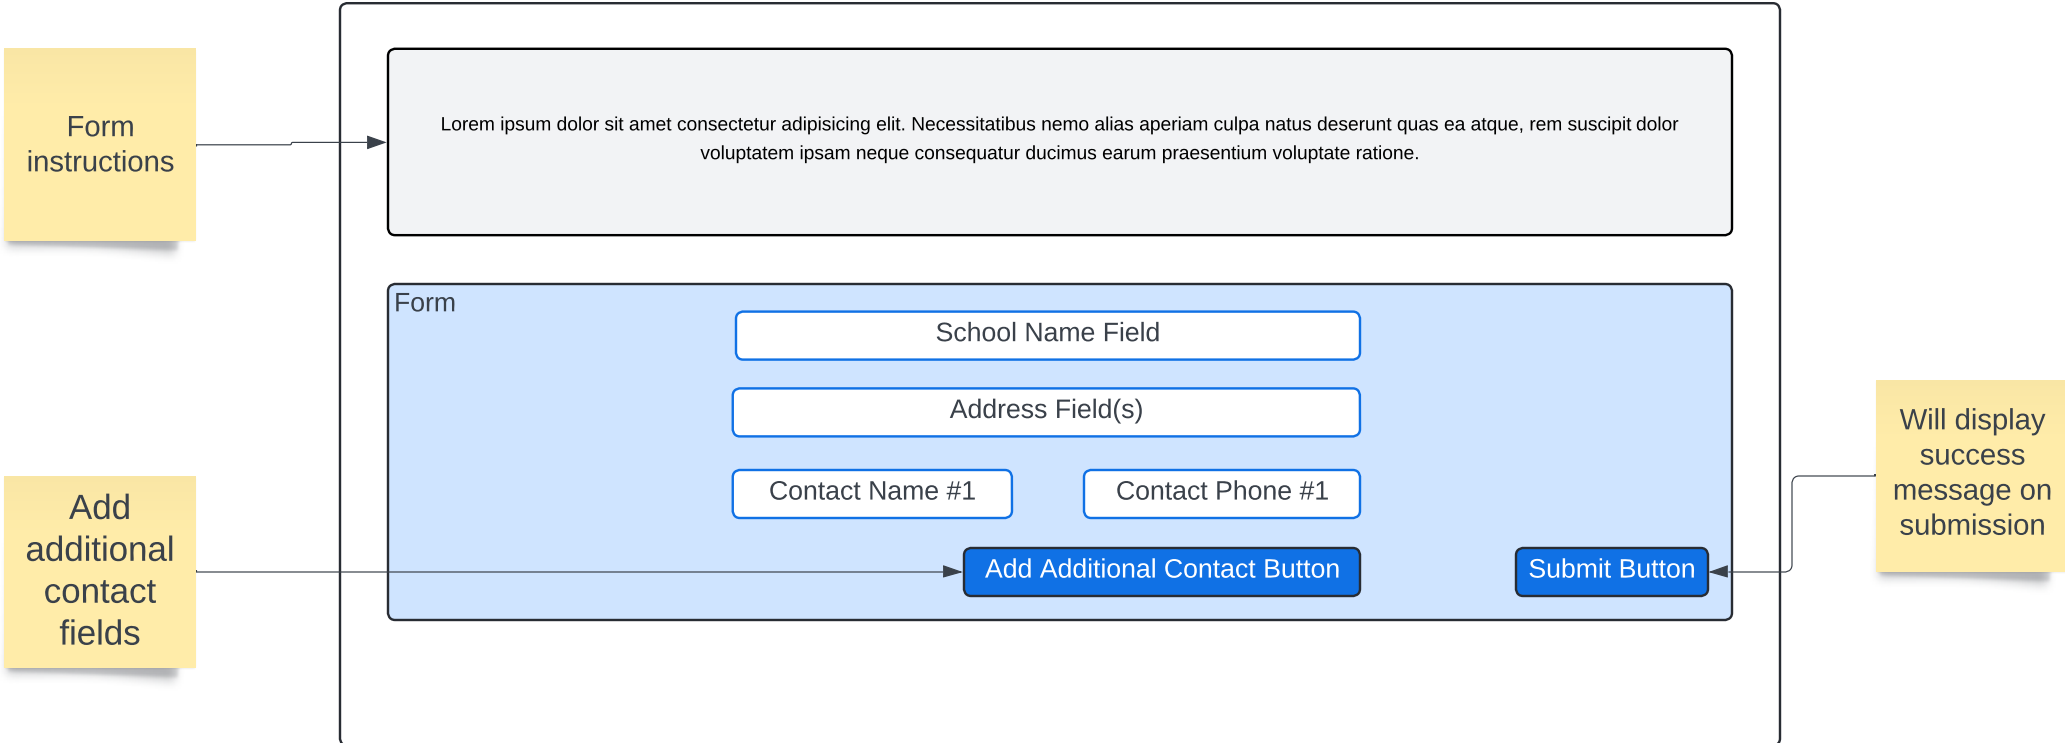 Form
instructions
Lorem ipsum dolor sit amet consectetur adipisicing elit. Necessitatibus nemo alias aperiam culpa natus deserunt quas ea atque, rem suscipit dolor
voluptatem ipsam neque consequatur ducimus earum praesentium voluptate ratione.
Form
School Name Field
Address Field(s)
Contact Name #1
Contact Phone #1
Add Additional Contact Button
Submit Button
Add
additional
contact
fields
Will display
success
message on
submission